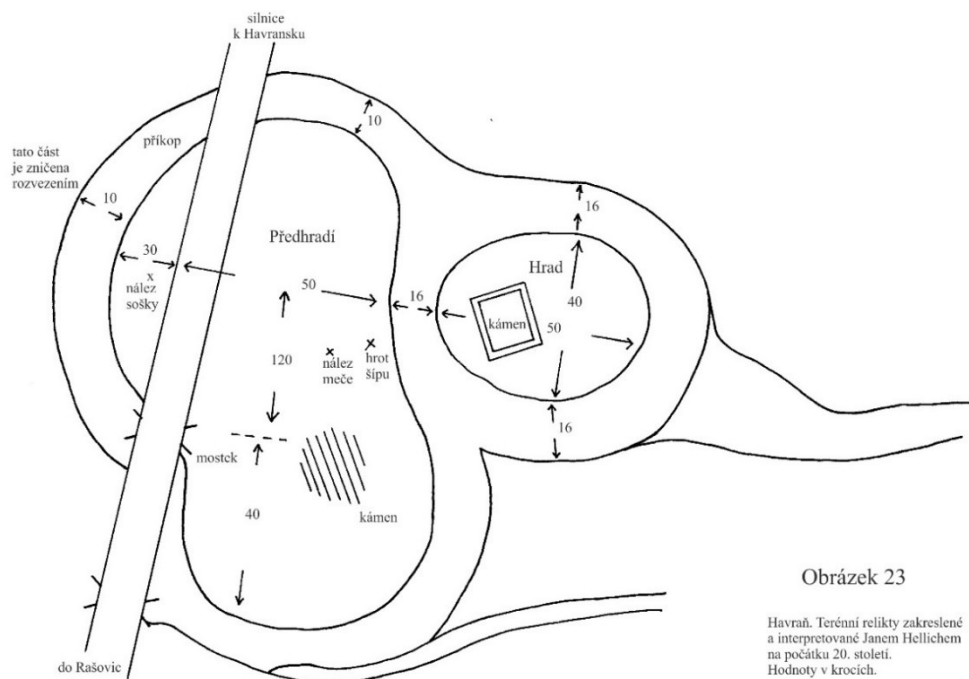 silnice
k Havransku
příkop
tato část
je zničena
rozvezením
10
10
16
30
Předhradí
Hrad
x
nález
sošky
50
16
40
kámen
50
120
x
nález
meče
x
hrot
šípu
16
mostek
40
kámen
do Rašovic
Obrázek 23
Havraň. Terénní relikty zakreslené
a interpretované Janem Hellichem
na počátku 20. století.
Hodnoty v krocích.